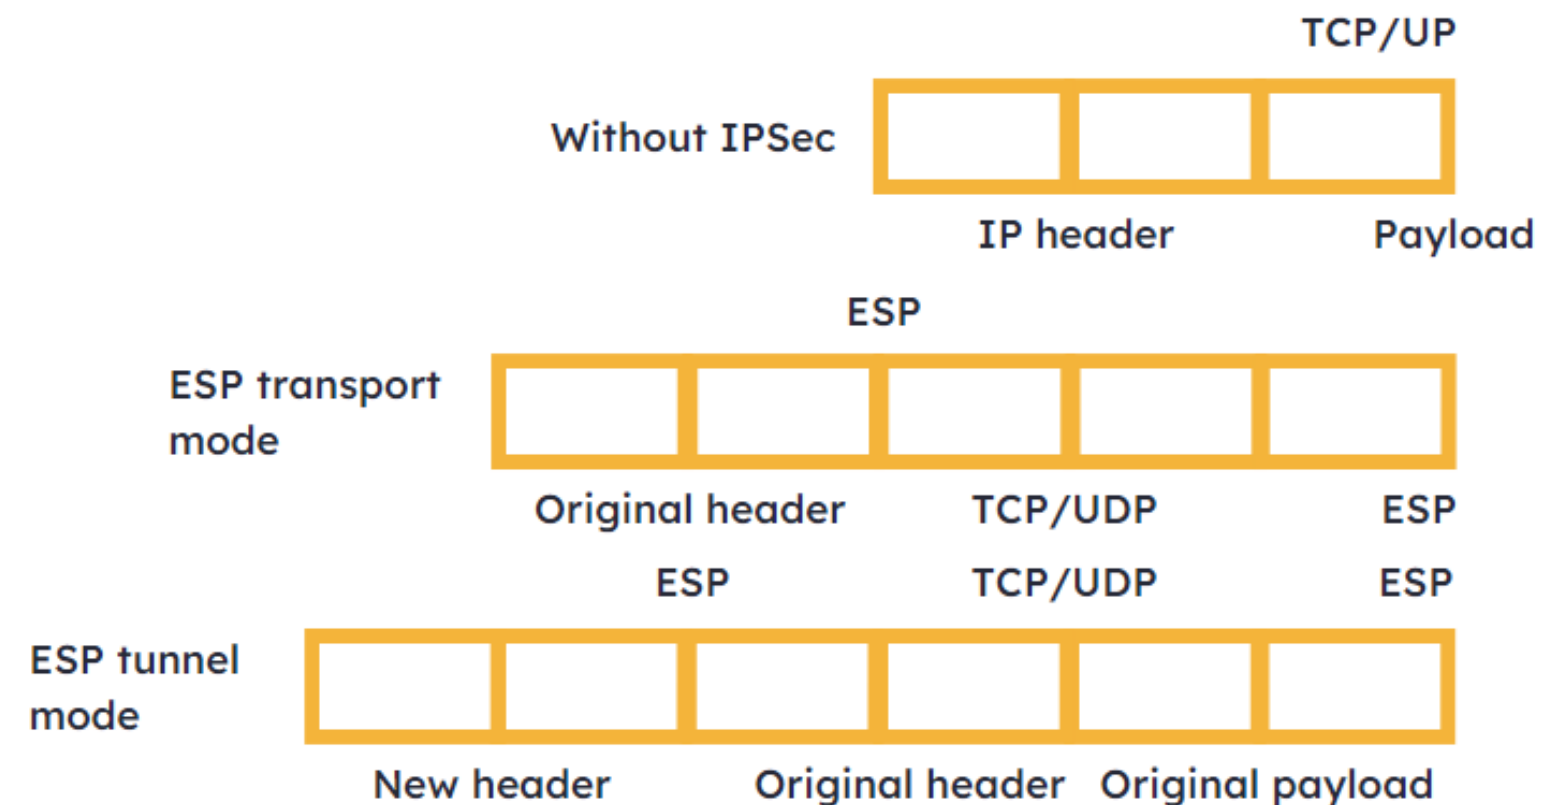 TCP/UP
Without IPSec
IP header
Payload
ESP
ESP transport
mode
Original header
TCP/UDP
ESP
ESP
TCP/UDP
ESP
ESP tunnel
mode
New header
Original header
Original payload